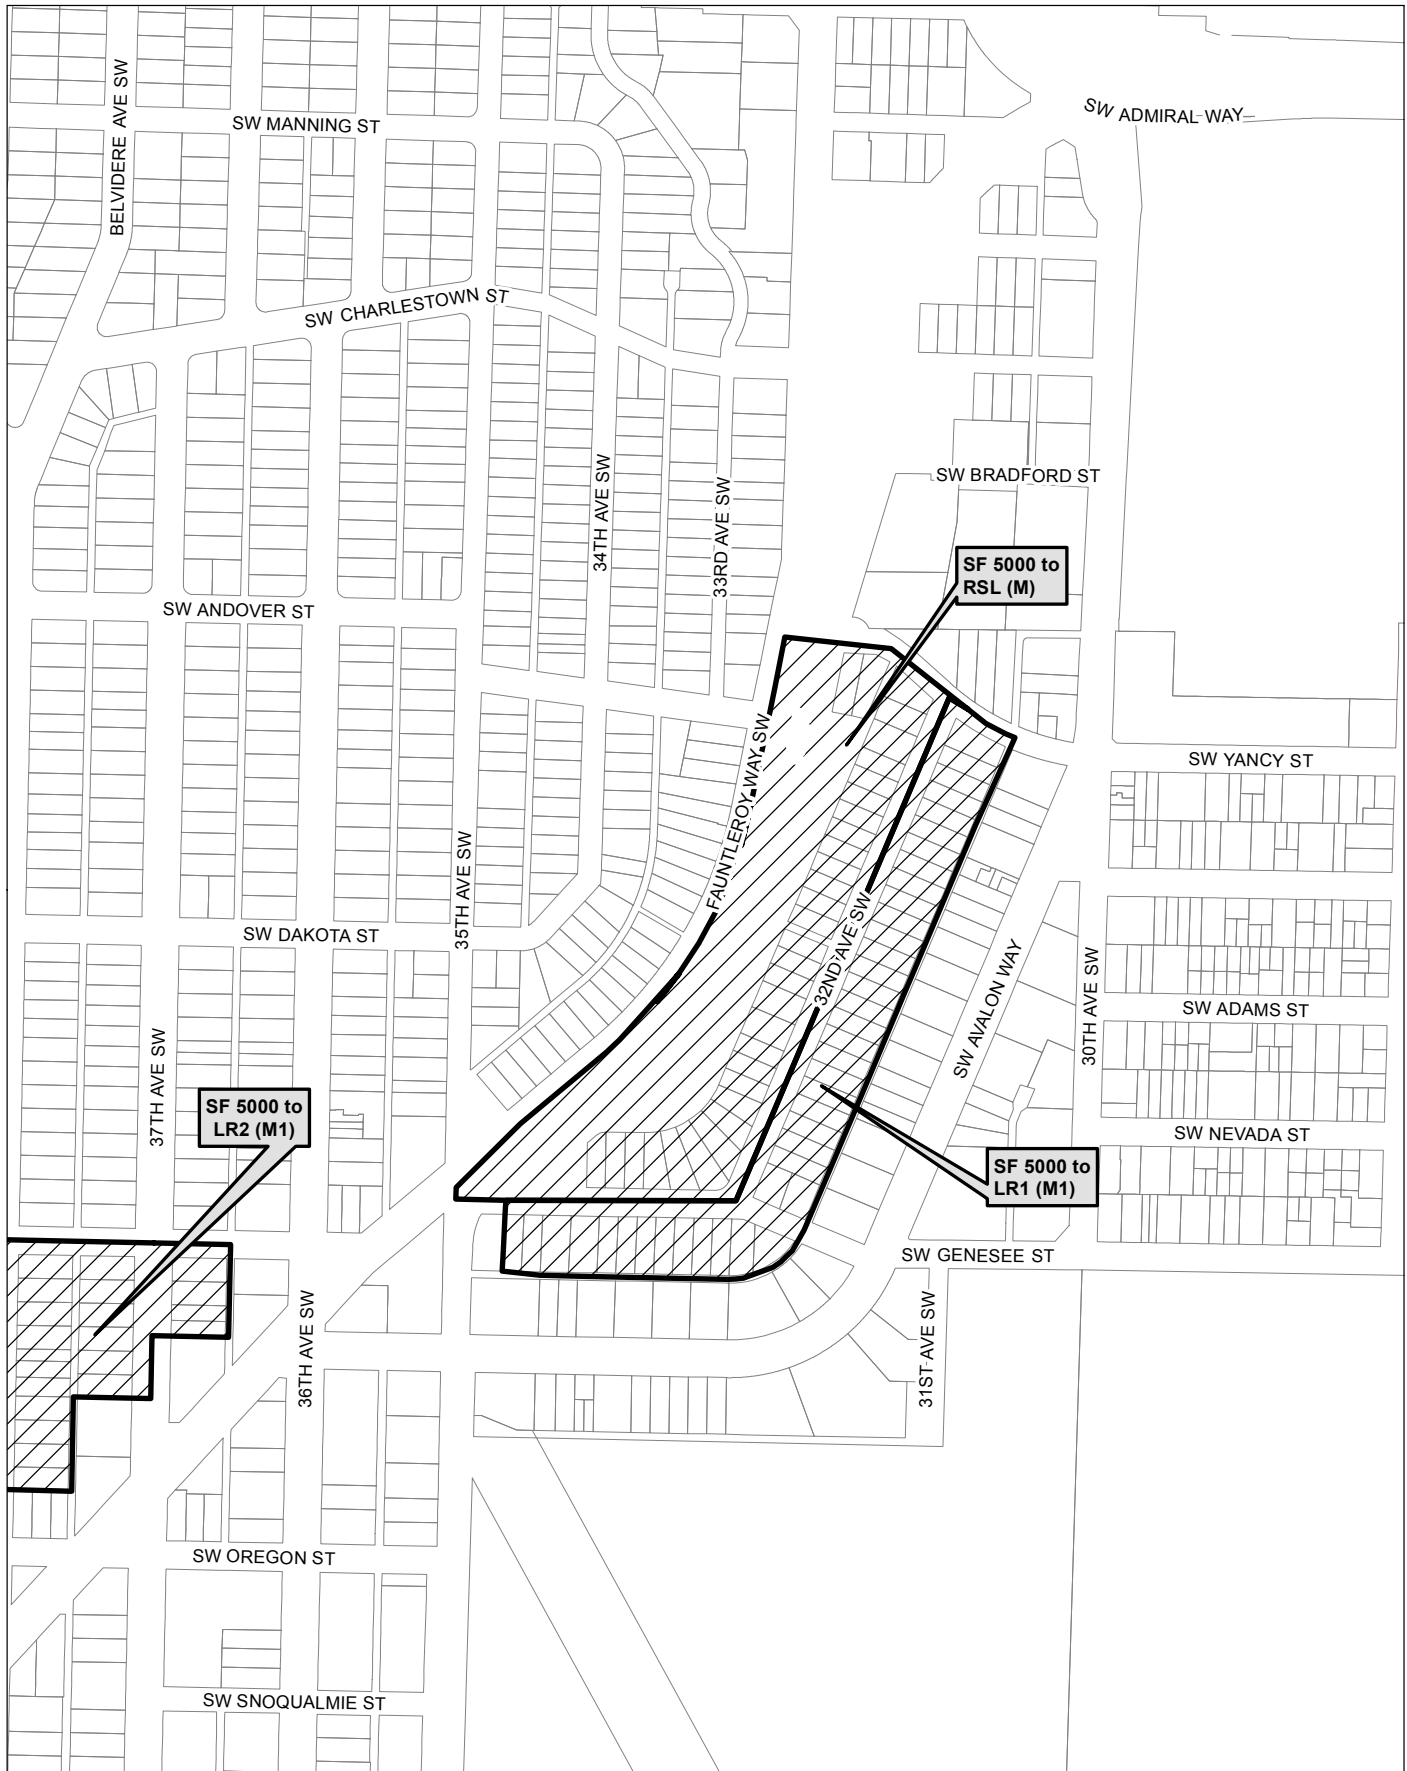 BELVIDERE AVE SW
SW MANNING ST
SW ADMIRAL WAY
SW CHARLESTOWN ST
34TH AVE SW
33RD AVE SW
SW BRADFORD ST
SF 5000 to
RSL (M)
SW ANDOVER ST
FAUNTLEROY WAY SW
SW YANCY ST
35TH AVE SW
SW DAKOTA ST
32ND AVE SW
SW AVALON WAY
30TH AVE SW
SW ADAMS ST
37TH AVE SW
SF 5000 to
LR2 (M1)
SW NEVADA ST
SF 5000 to
LR1 (M1)
SW GENESEE ST
36TH AVE SW
31ST AVE SW
SW OREGON ST
SW SNOQUALMIE ST